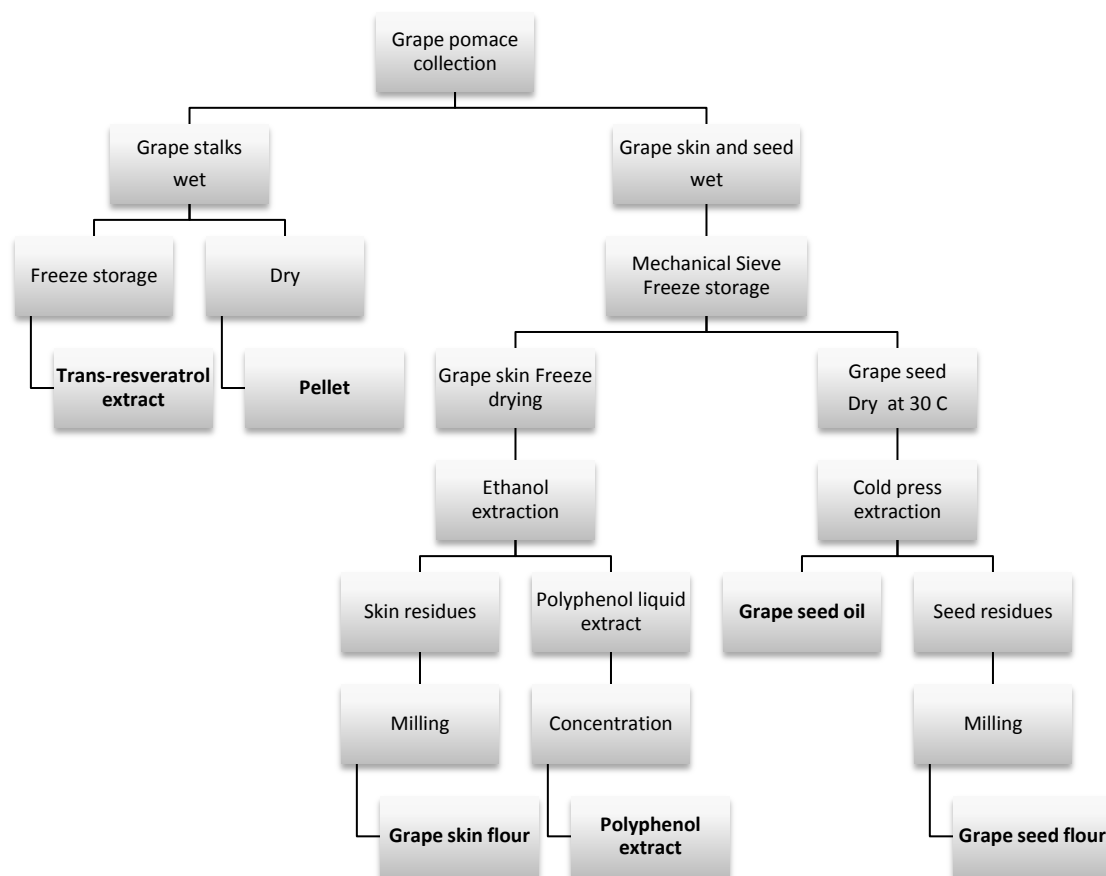 Grape pomace
collection
Grape stalks
wet
Grape skin and seed
wet
Freeze storage
Dry
Mechanical Sieve
Freeze storage
Trans-resveratrol
extract
Pellet
Grape skin Freeze
drying
Grape seed
Dry at 30 C
Ethanol
extraction
Cold press
extraction
Skin residues
Polyphenol liquid
extract
Grape seed oil
Seed residues
Milling
Concentration
Milling
Grape skin flour
Polyphenol
extract
Grape seed flour